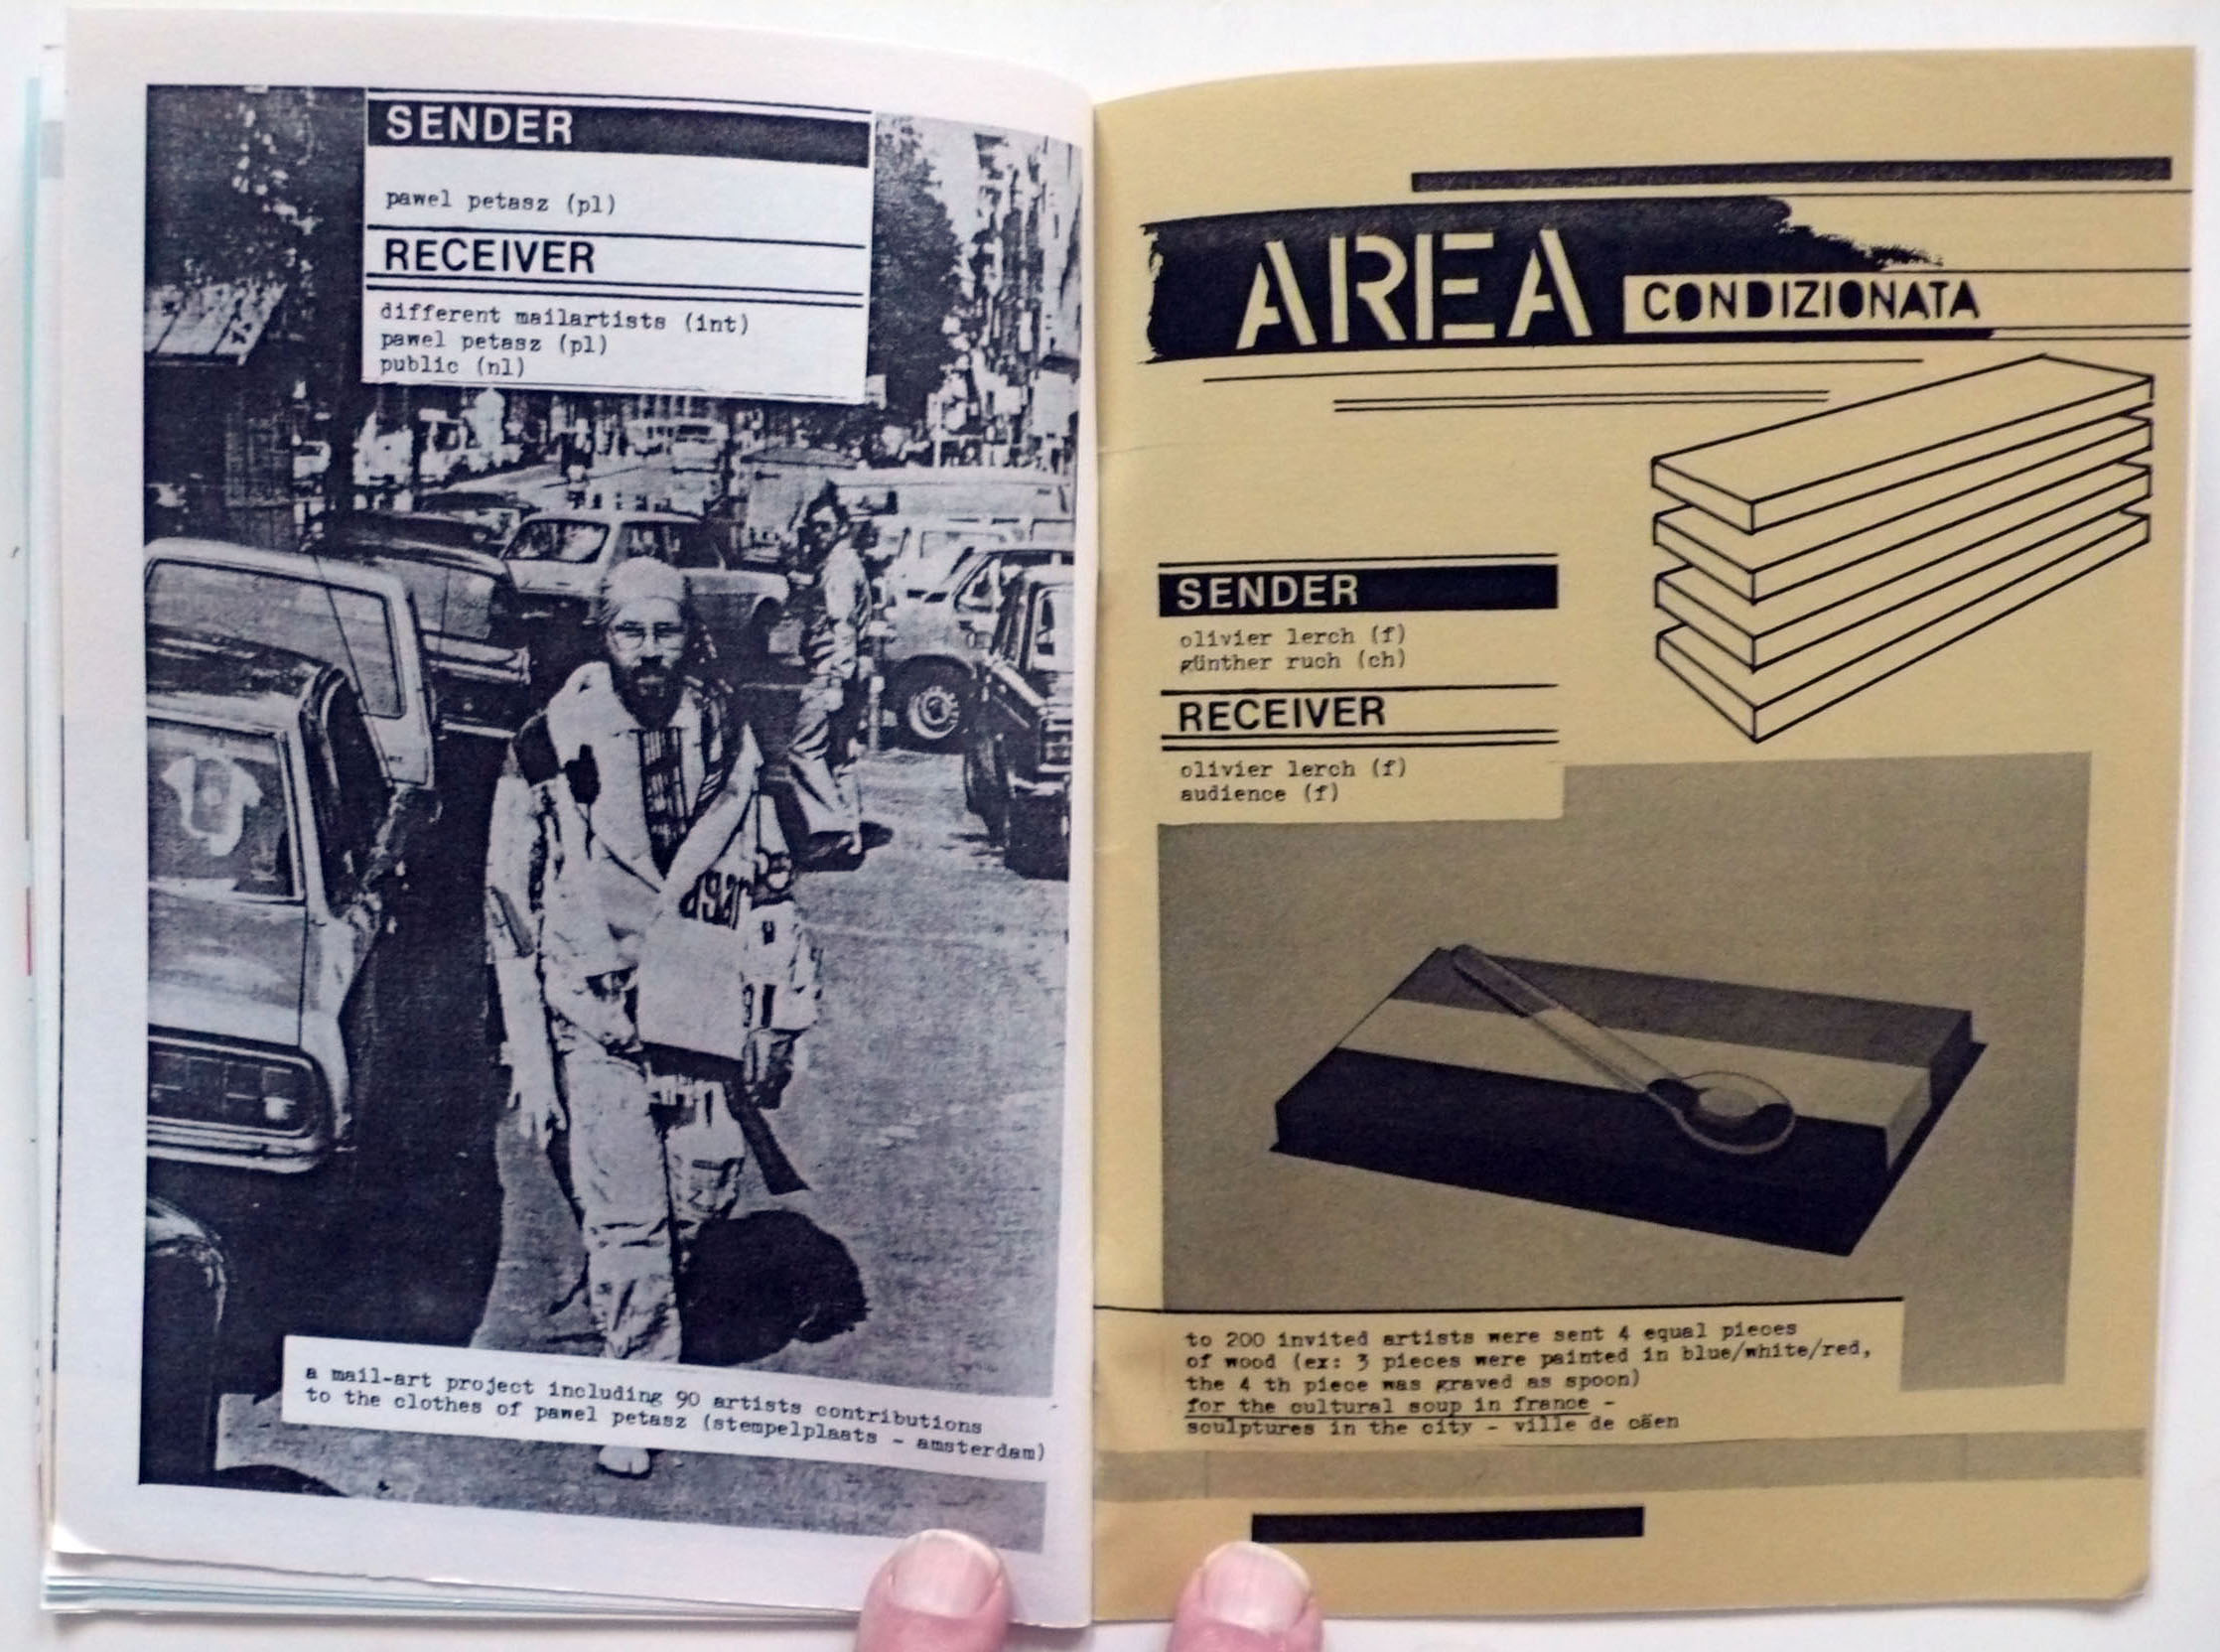 SENDER
pawel petasz (pl)
RECEIVER
different mailartists (int)
pawel petasz (pl)
public (nl)
a mail-art project including 90 artists contributions
to the clothes of pawel petasz (stempelplaats - amsterdam)
AREA CONDIZIONATA
SENDER
olivier lerch (f)
günther ruch (ch)
RECEIVER
olivier lerch (f)
audience (f)
to 200 invited artists were sent 4 equal pieces
of wood (ex: 3 pieces were painted in blue/white/red,
the 4 th piece was graved as spoon)
for the cultural soup in france -
sculptures in the city - ville de cäen